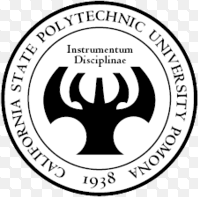 CALIFORNIA STATE POLYTECHNIC UNIVERSITY POMONA
Instrumentum
Disciplinae
1938